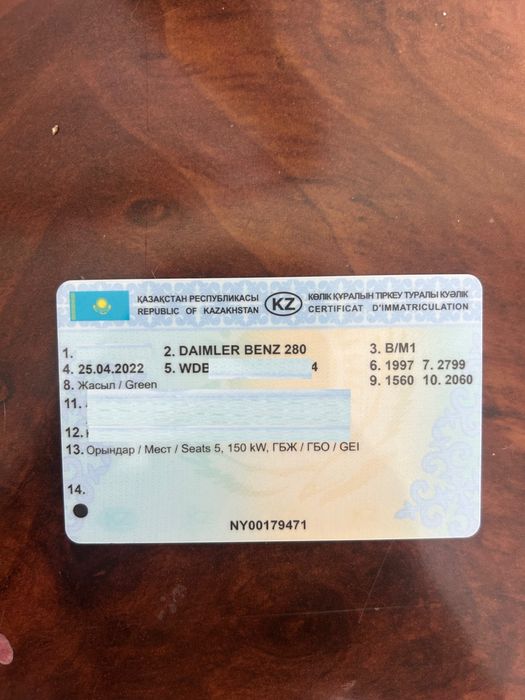 ҚАЗАҚСТАН РЕСПУБЛИКАСЫ KZ КӨЛІК ҚҰРАЛЫН ТІРКЕУ ТУРАЛЫ КУӘЛІК
REPUBLIC OF KAZAKHSTAN CERTIFICAT D'IMMATRICULATION
1. 2. DAIMLER BENZ 280 3. B/M1
4. 25.04.2022 5. WDB 4 6. 1997 7. 2799
8. Жасыл / Green 9. 1560 10. 2060
11.
12.
13. Орындар / Место / Seats 5, 150 kW, ГБЖ / ГБО / GEI
14.
NY00179471